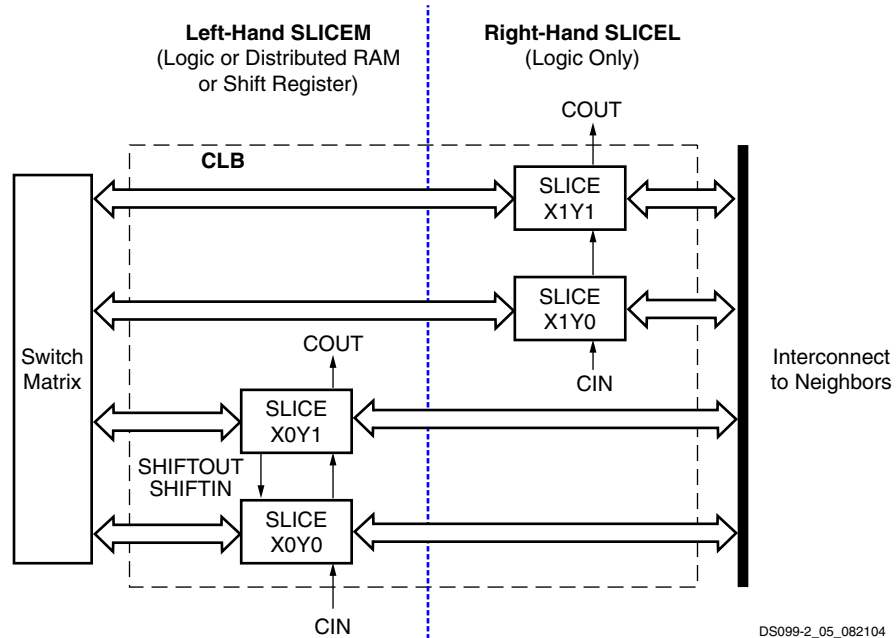 Left-Hand SLICEM
(Logic or Distributed RAM
or Shift Register)
Right-Hand SLICEL
(Logic Only)
COUT
CLB
SLICE
X1Y1
SLICE
X1Y0
Switch
Matrix
COUT
CIN
Interconnect
to Neighbors
SLICE
X0Y1
SHIFTOUT
SHIFTIN
SLICE
X0Y0
CIN
DS099-2_05_082104